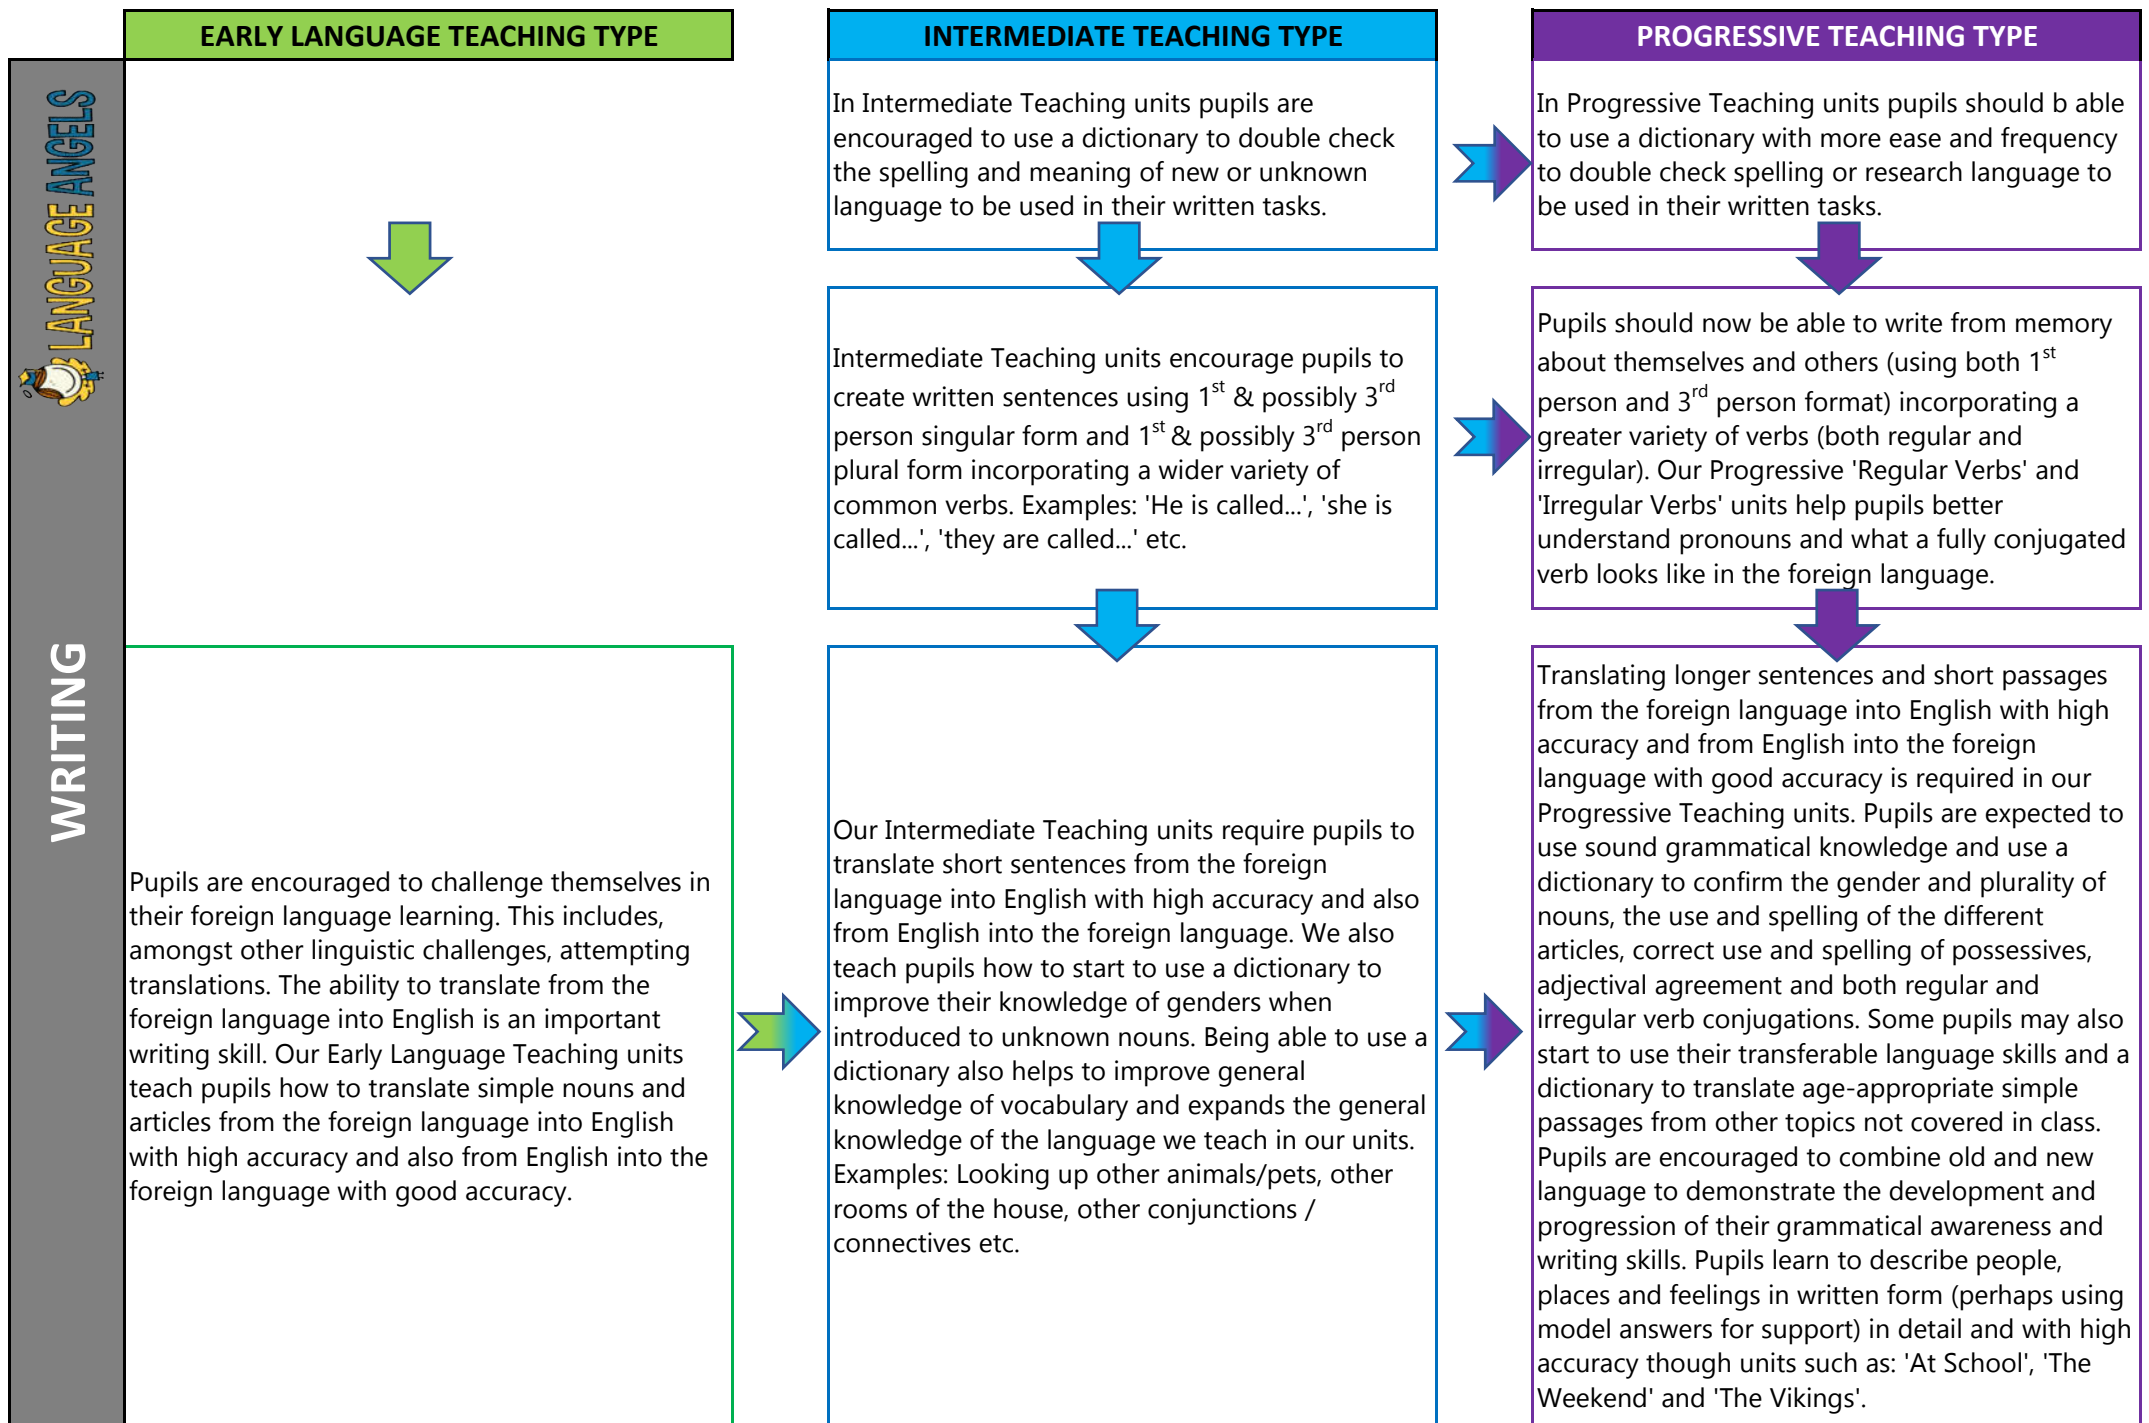 EARLY LANGUAGE TEACHING TYPE
INTERMEDIATE TEACHING TYPE
PROGRESSIVE TEACHING TYPE
LANGUAGE ANGELS
WRITING
In Intermediate Teaching units pupils are
encouraged to use a dictionary to double check
the spelling and meaning of new or unknown
language to be used in their written tasks.
In Progressive Teaching units pupils should b able
to use a dictionary with more ease and frequency
to double check spelling or research language to
be used in their written tasks.
Intermediate Teaching units encourage pupils to
create written sentences using 1st & possibly 3rd
person singular form and 1st & possibly 3rd person
plural form incorporating a wider variety of
common verbs. Examples: 'He is called...', 'she is
called...', 'they are called...' etc.
Pupils should now be able to write from memory
about themselves and others (using both 1st
person and 3rd person format) incorporating a
greater variety of verbs (both regular and
irregular). Our Progressive 'Regular Verbs' and
'Irregular Verbs' units help pupils better
understand pronouns and what a fully conjugated
verb looks like in the foreign language.
Pupils are encouraged to challenge themselves in
their foreign language learning. This includes,
amongst other linguistic challenges, attempting
translations. The ability to translate from the
foreign language into English is an important
writing skill. Our Early Language Teaching units
teach pupils how to translate simple nouns and
articles from the foreign language into English
with high accuracy and also from English into the
foreign language with good accuracy.
Our Intermediate Teaching units require pupils to
translate short sentences from the foreign
language into English with high accuracy and also
from English into the foreign language. We also
teach pupils how to start to use a dictionary to
improve their knowledge of genders when
introduced to unknown nouns. Being able to use a
dictionary also helps to improve general
knowledge of vocabulary and expands the general
knowledge of the language we teach in our units.
Examples: Looking up other animals/pets, other
rooms of the house, other conjunctions /
connectives etc.
Translating longer sentences and short passages
from the foreign language into English with high
accuracy and from English into the foreign
language with good accuracy is required in our
Progressive Teaching units. Pupils are expected to
use sound grammatical knowledge and use a
dictionary to confirm the gender and plurality of
nouns, the use and spelling of the different
articles, correct use and spelling of possessives,
adjectival agreement and both regular and
irregular verb conjugations. Some pupils may also
start to use their transferable language skills and a
dictionary to translate age-appropriate simple
passages from other topics not covered in class.
Pupils are encouraged to combine old and new
language to demonstrate the development and
progression of their grammatical awareness and
writing skills. Pupils learn to describe people,
places and feelings in written form (perhaps using
model answers for support) in detail and with high
accuracy though units such as: 'At School', 'The
Weekend' and 'The Vikings'.